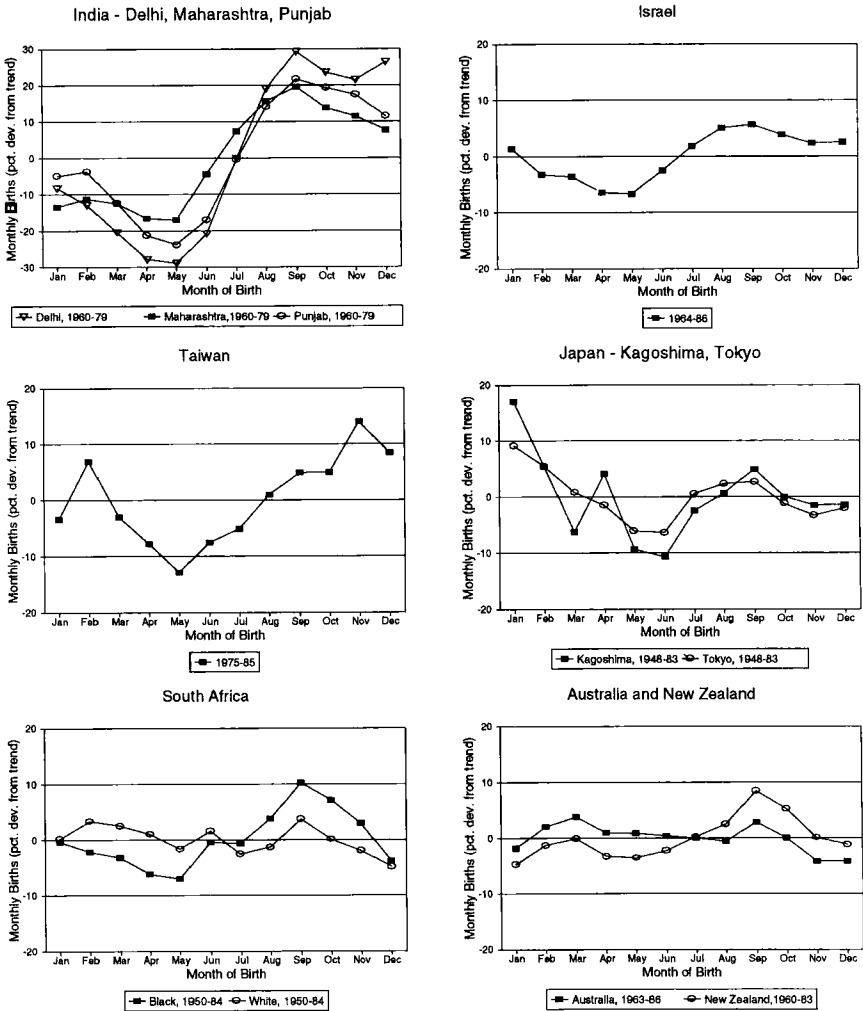 India - Delhi, Maharashtra, Punjab
Monthly Births (pct. dev. from trend)
30
20
10
0
-10
-20
-30
Jan Feb Mar Apr May Jun Jul Aug Sep Oct Nov Dec
Month of Birth
Delhi, 1960-79 Maharashtra,1960-79 Punjab, 1960-79
Israel
Monthly Births (pct. dev. from trend)
20
10
0
-10
-20
Jan Feb Mar Apr May Jun Jul Aug Sep Oct Nov Dec
Month of Birth
1964-86
Taiwan
Monthly Births (pct. dev. from trend)
20
10
0
-10
-20
Jan Feb Mar Apr May Jun Jul Aug Sep Oct Nov Dec
Month of Birth
1975-85
Japan - Kagoshima, Tokyo
Monthly Births (pct. dev. from trend)
20
10
0
-10
-20
Jan Feb Mar Apr May Jun Jul Aug Sep Oct Nov Dec
Month of Birth
Kagoshima, 1948-83 Tokyo, 1948-83
South Africa
Monthly Births (pct. dev. from trend)
20
10
0
-10
-20
Jan Feb Mar Apr May Jun Jul Aug Sep Oct Nov Dec
Month of Birth
Black, 1950-84 White, 1950-84
Australia and New Zealand
Monthly Births (pct. dev. from trend)
20
10
0
-10
-20
Jan Feb Mar Apr May Jun Jul Aug Sep Oct Nov Dec
Month of Birth
Australia, 1963-86 New Zealand,1960-83